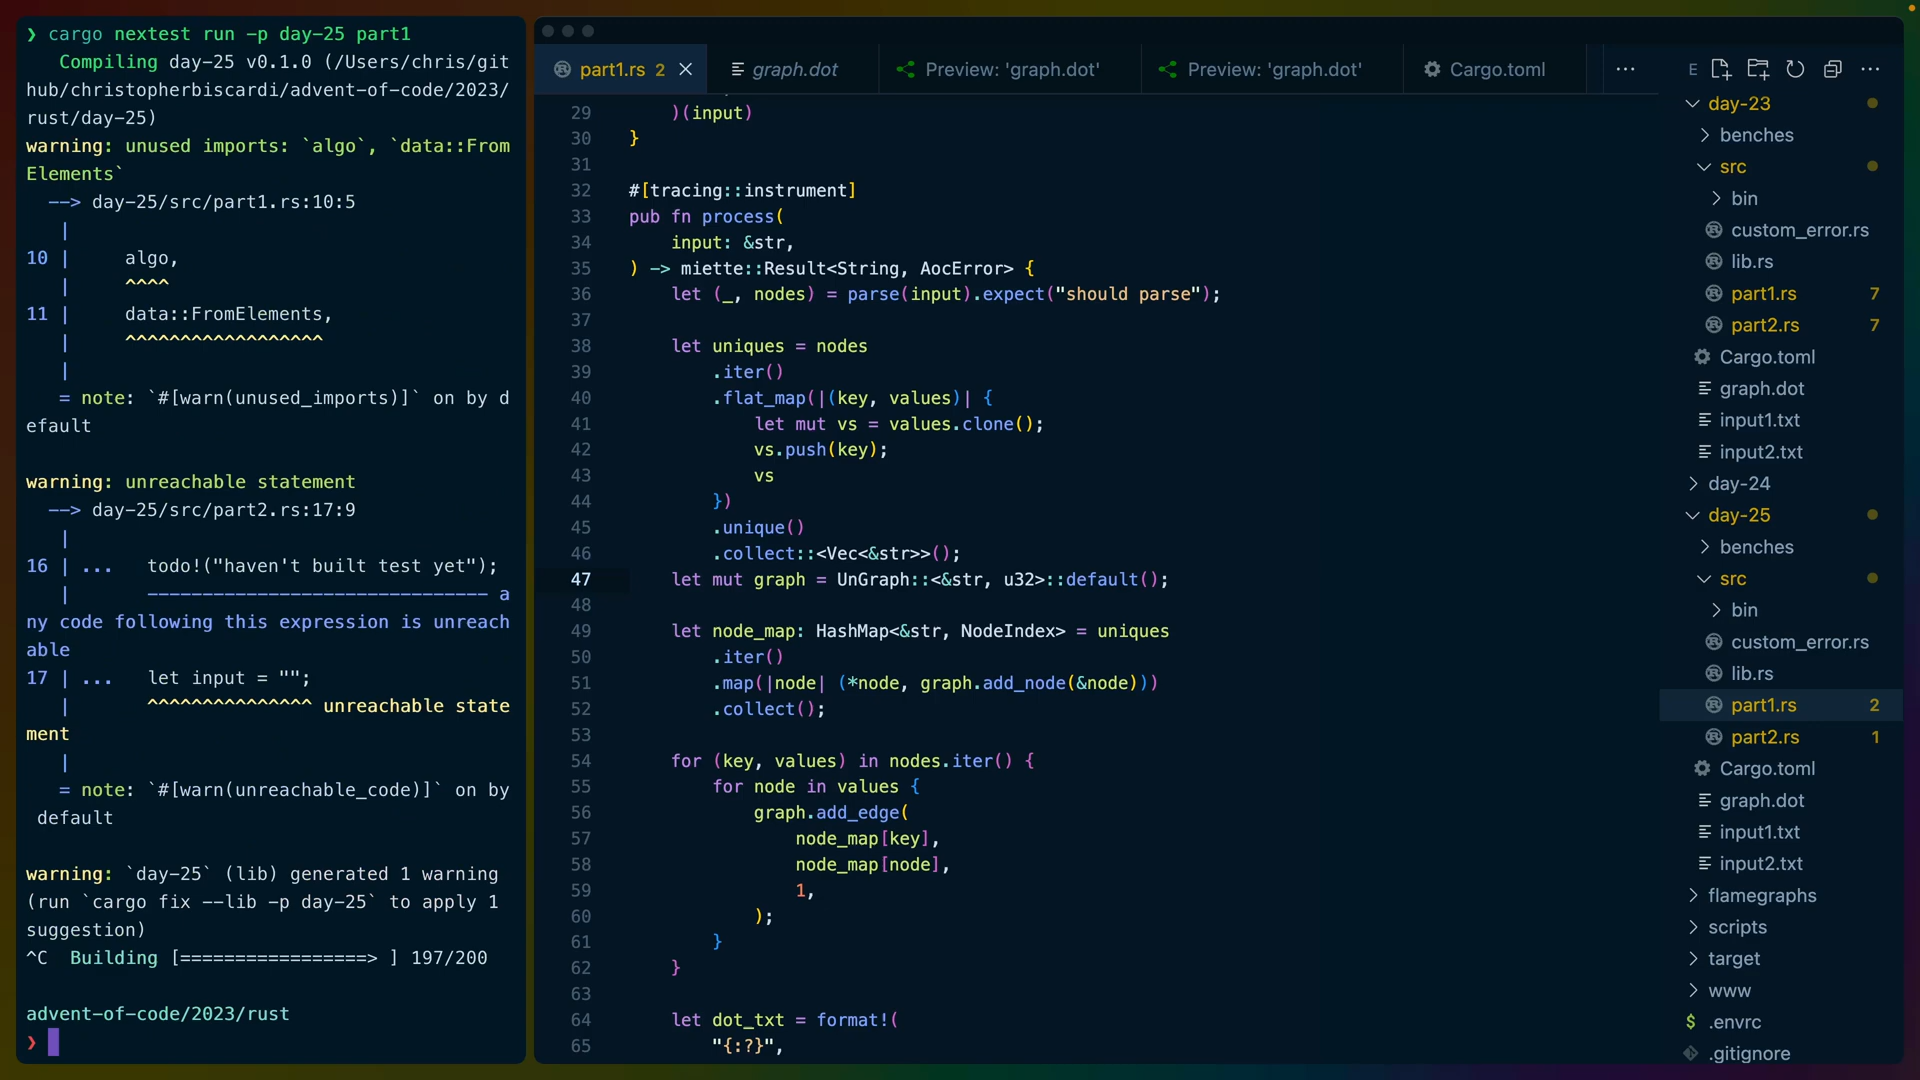 ❯ cargo nextest run -p day-25 part1
Compiling day-25 v0.1.0 (/Users/chris/git
hub/christopherbiscardi/advent-of-code/2023/
rust/day-25)
warning: unused imports: `algo`, `data::From
Elements`
--> day-25/src/part1.rs:10:5
|
10 |     algo,
|     ^^^^
11 |     data::FromElements,
|     ^^^^^^^^^^^^^^^^^^
|
= note: `#[warn(unused_imports)]` on by d
efault
warning: unreachable statement
--> day-25/src/part2.rs:17:9
|
16 | ...   todo!("haven't built test yet");
|       ------------------------------- a
ny code following this expression is unreach
able
17 | ...   let input = "";
|       ^^^^^^^^^^^^^^^ unreachable state
ment
|
= note: `#[warn(unreachable_code)]` on by
default
warning: `day-25` (lib) generated 1 warning
(run `cargo fix --lib -p day-25` to apply 1
suggestion)
^C  Building [=================> ] 197/200
advent-of-code/2023/rust
❯
part1.rs 2 graph.dot Preview: 'graph.dot' Preview: 'graph.dot' Cargo.toml ···
29     )(input)
30 }
31
32 #[tracing::instrument]
33 pub fn process(
34     input: &str,
35 ) -> miette::Result<String, AocError> {
36     let (_, nodes) = parse(input).expect("should parse");
37
38     let uniques = nodes
39         .iter()
40         .flat_map(|(key, values)| {
41             let mut vs = values.clone();
42             vs.push(key);
43             vs
44         })
45         .unique()
46         .collect::<Vec<&str>>();
47     let mut graph = UnGraph::<&str, u32>::default();
48
49     let node_map: HashMap<&str, NodeIndex> = uniques
50         .iter()
51         .map(|node| (*node, graph.add_node(&node)))
52         .collect();
53
54     for (key, values) in nodes.iter() {
55         for node in values {
56             graph.add_edge(
57                 node_map[key],
58                 node_map[node],
59                 1,
60             );
61         }
62     }
63
64     let dot_txt = format!(
65         "{:?}",
E ···
day-23
benches
src
bin
custom_error.rs
lib.rs
part1.rs 7
part2.rs 7
Cargo.toml
graph.dot
input1.txt
input2.txt
day-24
day-25
benches
src
bin
custom_error.rs
lib.rs
part1.rs 2
part2.rs 1
Cargo.toml
graph.dot
input1.txt
input2.txt
flamegraphs
scripts
target
www
$ .envrc
.gitignore